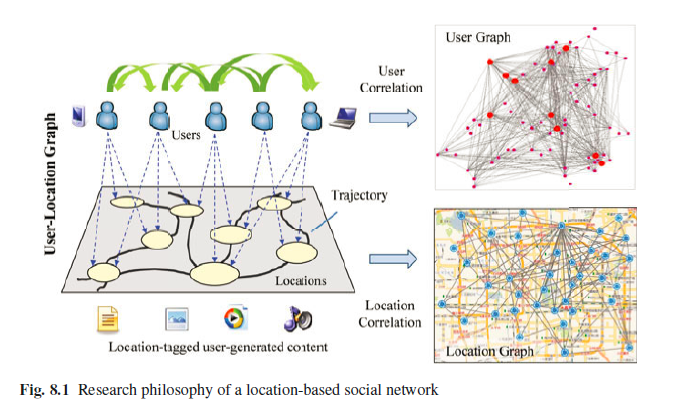 User-Location Graph
Users
Trajectory
Locations
Location-tagged user-generated content
User
Correlation
Location
Correlation
User Graph
Location Graph
Fig. 8.1 Research philosophy of a location-based social network